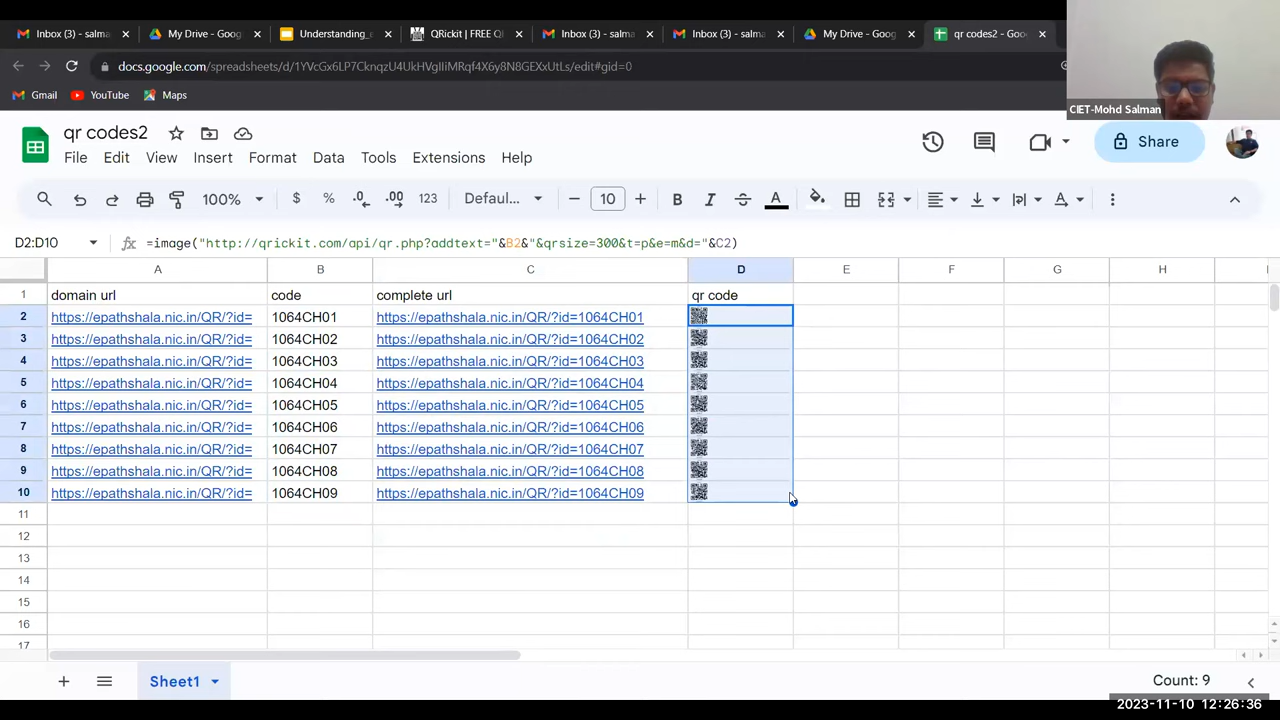 Inbox (3) - salma
My Drive - Goog
Understanding_e
QRickit | FREE Q
Inbox (3) - salma
Inbox (3) - salma
My Drive - Goog
qr codes2 - Goo
docs.google.com/spreadsheets/d/1YVcGx6LP7CknqzU4UkHVgIliMRqf4X6y8N8GEXxUtLs/edit#gid=0
Gmail YouTube Maps
CIET-Mohd Salman
qr codes2
File Edit View Insert Format Data Tools Extensions Help
Share
100% $ % .0 .00 123 Defaul... 10 B I S A
D2:D10 fx =image("http://qrickit.com/api/qr.php?addtext="&B2&"&qrsize=300&t=p&e=m&d="&C2)
A B C D E F G H
1 domain url code complete url qr code
2 https://epathshala.nic.in/QR/?id= 1064CH01 https://epathshala.nic.in/QR/?id=1064CH01
3 https://epathshala.nic.in/QR/?id= 1064CH02 https://epathshala.nic.in/QR/?id=1064CH02
4 https://epathshala.nic.in/QR/?id= 1064CH03 https://epathshala.nic.in/QR/?id=1064CH03
5 https://epathshala.nic.in/QR/?id= 1064CH04 https://epathshala.nic.in/QR/?id=1064CH04
6 https://epathshala.nic.in/QR/?id= 1064CH05 https://epathshala.nic.in/QR/?id=1064CH05
7 https://epathshala.nic.in/QR/?id= 1064CH06 https://epathshala.nic.in/QR/?id=1064CH06
8 https://epathshala.nic.in/QR/?id= 1064CH07 https://epathshala.nic.in/QR/?id=1064CH07
9 https://epathshala.nic.in/QR/?id= 1064CH08 https://epathshala.nic.in/QR/?id=1064CH08
10 https://epathshala.nic.in/QR/?id= 1064CH09 https://epathshala.nic.in/QR/?id=1064CH09
11
12
13
14
15
16
17
Sheet1
Count: 9
2023-11-10 12:26:36